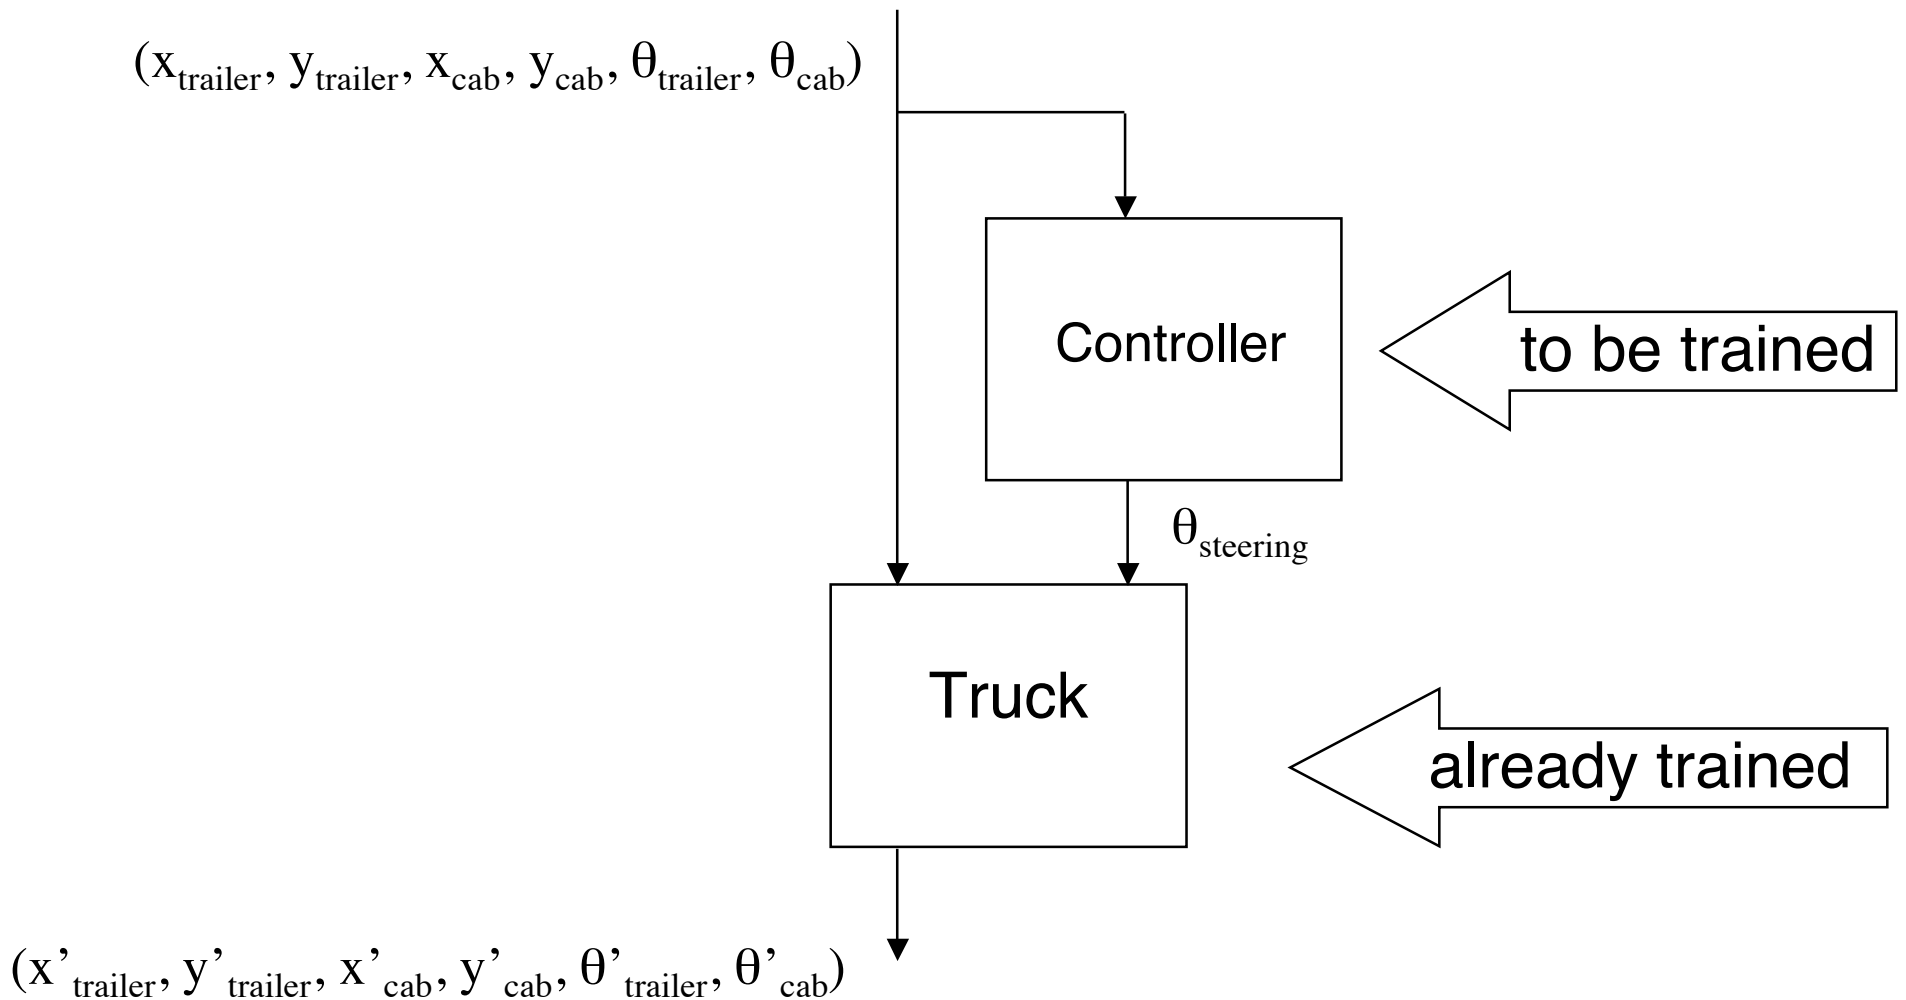 (x_trailer, y_trailer, x_cab, y_cab, θ_trailer, θ_cab)
Controller
to be trained
θ_steering
Truck
already trained
(x’_trailer, y’_trailer, x’_cab, y’_cab, θ’_trailer, θ’_cab)